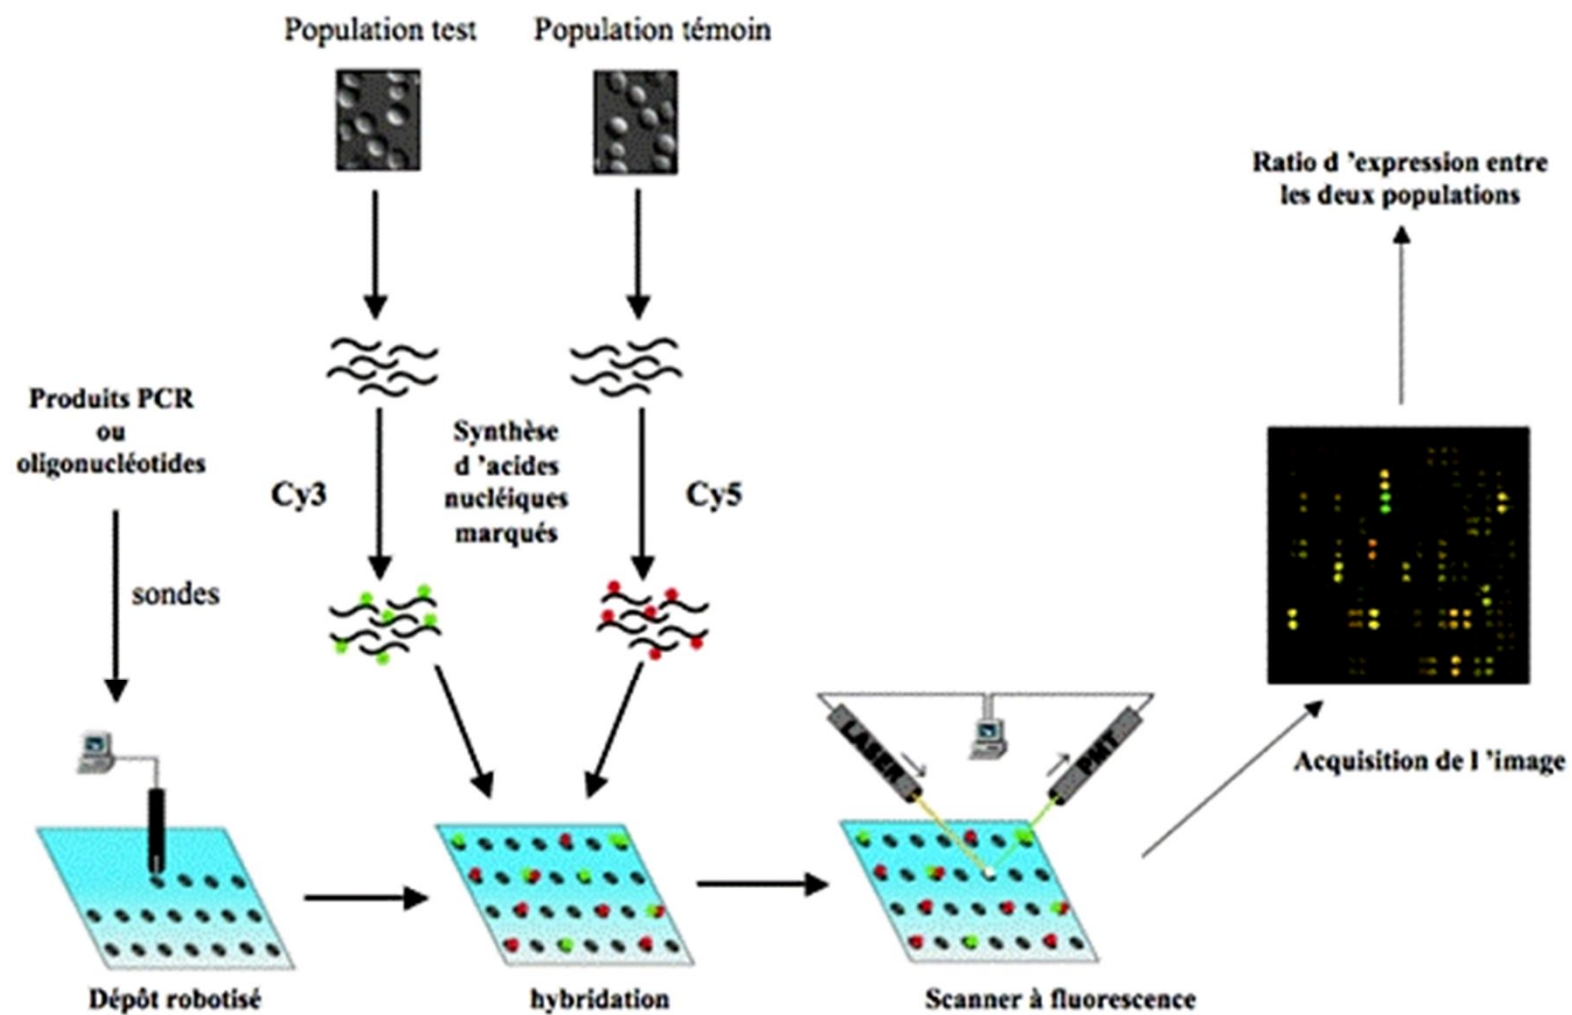 Population test
Population témoin
Ratio d ’expression entre
les deux populations
Produits PCR
ou
oligonucléotides
Synthèse
d ’acides
nucléiques
marqués
Cy3
Cy5
sondes
LASER
PMT
Acquisition de l ’image
Dépôt robotisé
hybridation
Scanner à fluorescence